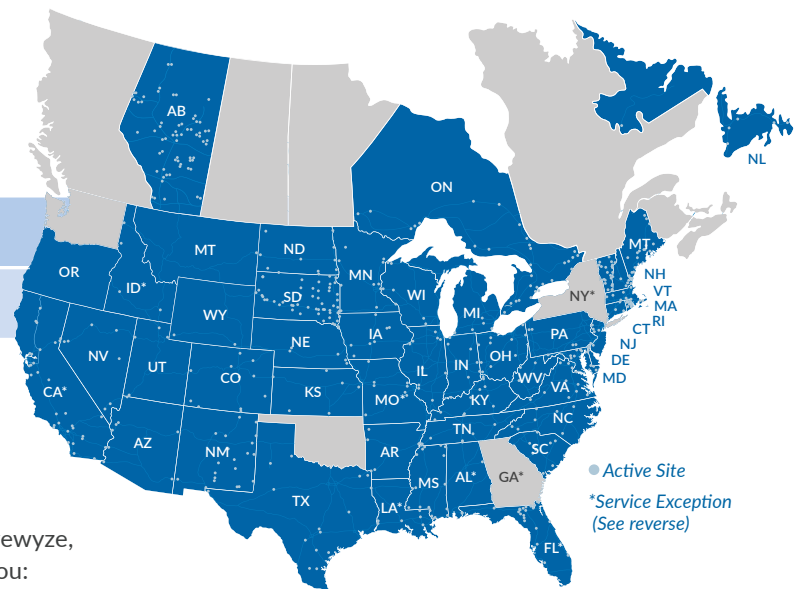 AB
NL
ON
MT
ND
MN
MT
OR
ID*
SD
WI
NH
VT
WY
MI
NY*
MA
RI
CT
NE
IA
PA
NJ
NV
UT
CO
IL
IN
OH
DE
MD
CA*
KS
MO*
WV
VA
KY
NC
AZ
NM
TN
AR
SC
MS
AL*
GA*
Active Site
TX
LA*
*Service Exception
(See reverse)
FL*
ewyze,
ou: